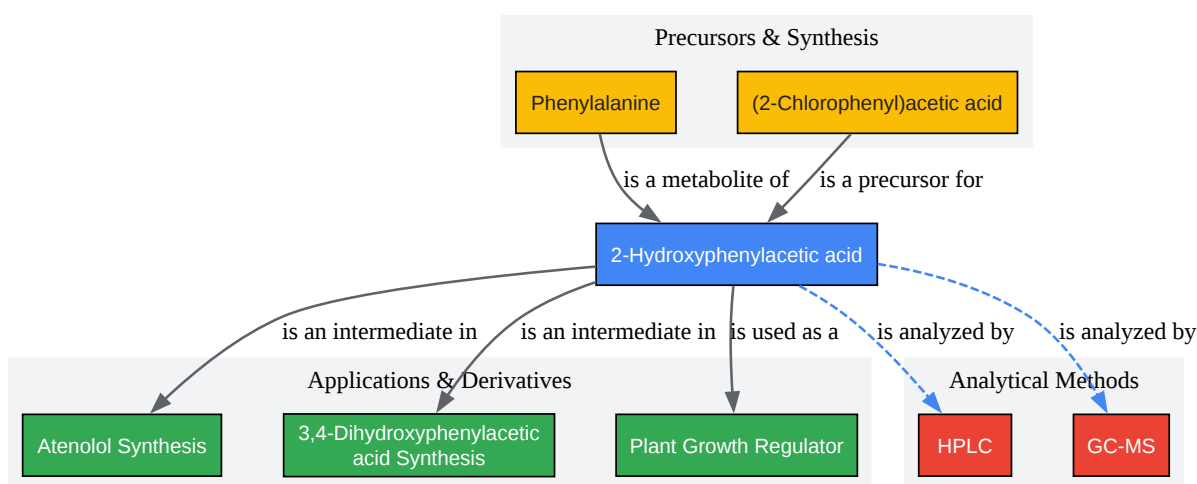 Precursors & Synthesis
Phenylalanine
(2-Chlorophenyl)acetic acid
is a metabolite of
is a precursor for
2-Hydroxyphenylacetic acid
is an intermediate in
is an intermediate in
is used as a
is analyzed by
is analyzed by
Applications & Derivatives
Analytical Methods
Atenolol Synthesis
3,4-Dihydroxyphenylacetic
acid Synthesis
Plant Growth Regulator
HPLC
GC-MS